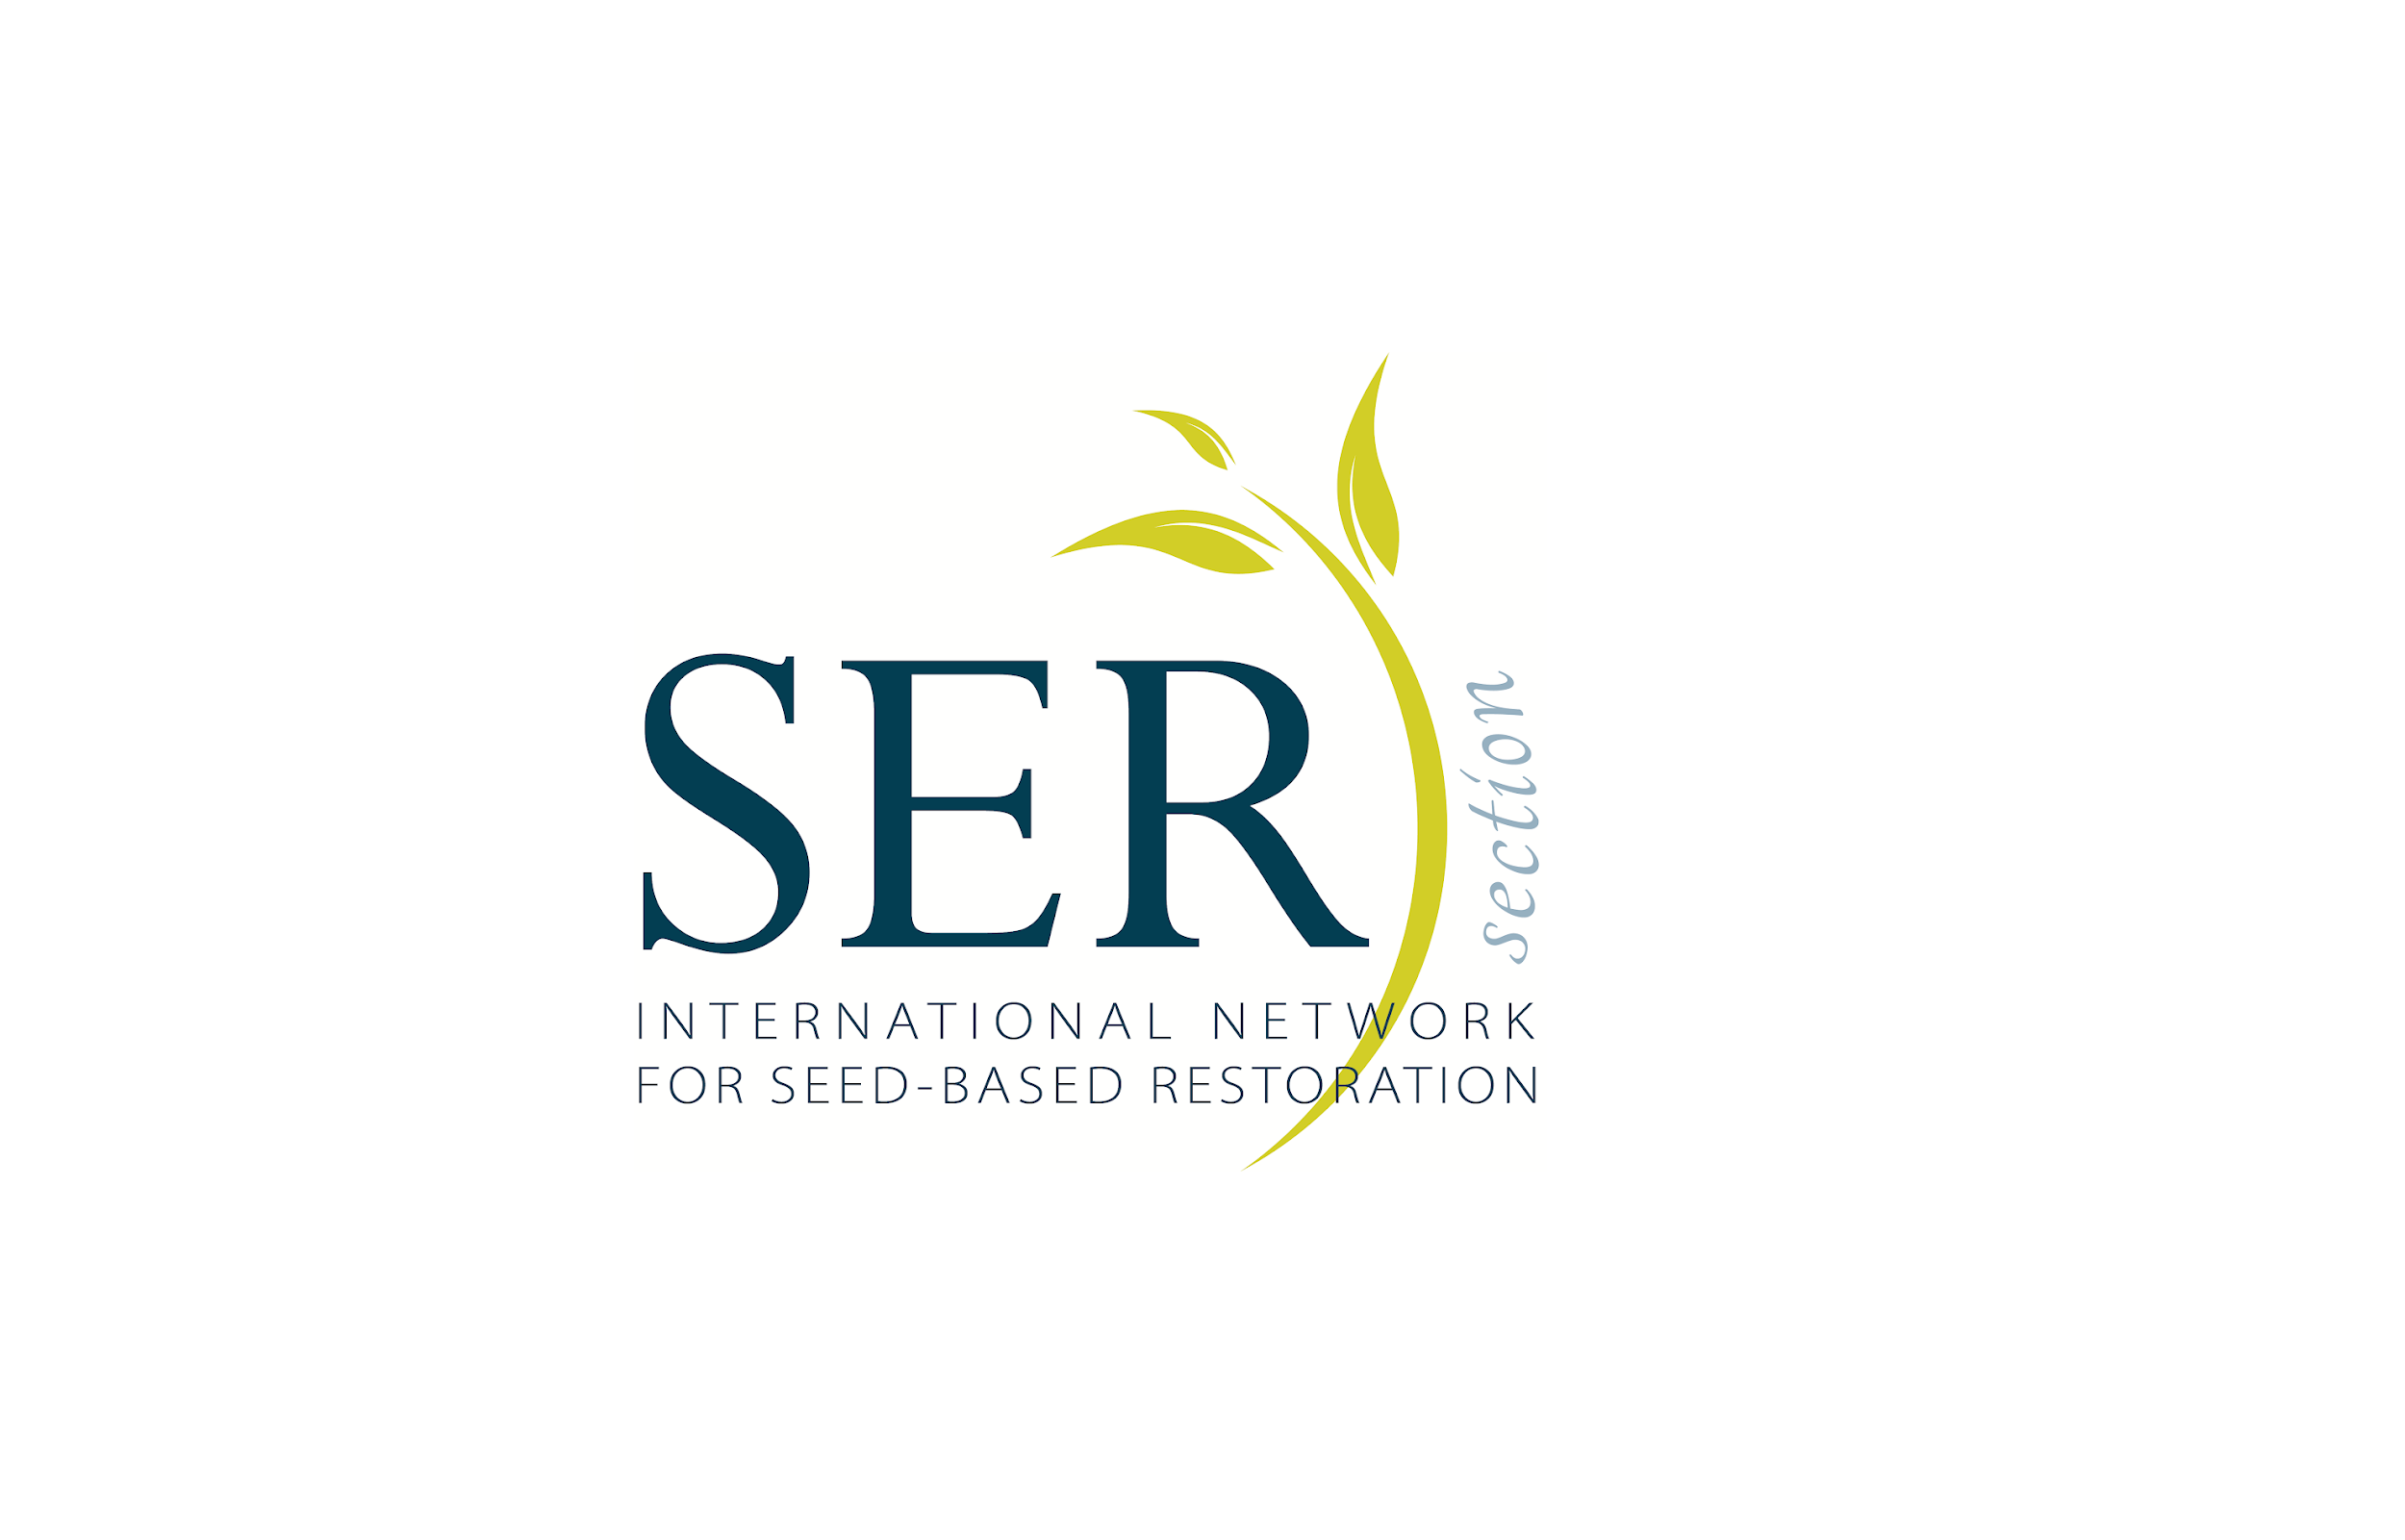 SER
section
INTERNATIONAL NETWORK
FOR SEED-BASED RESTORATION